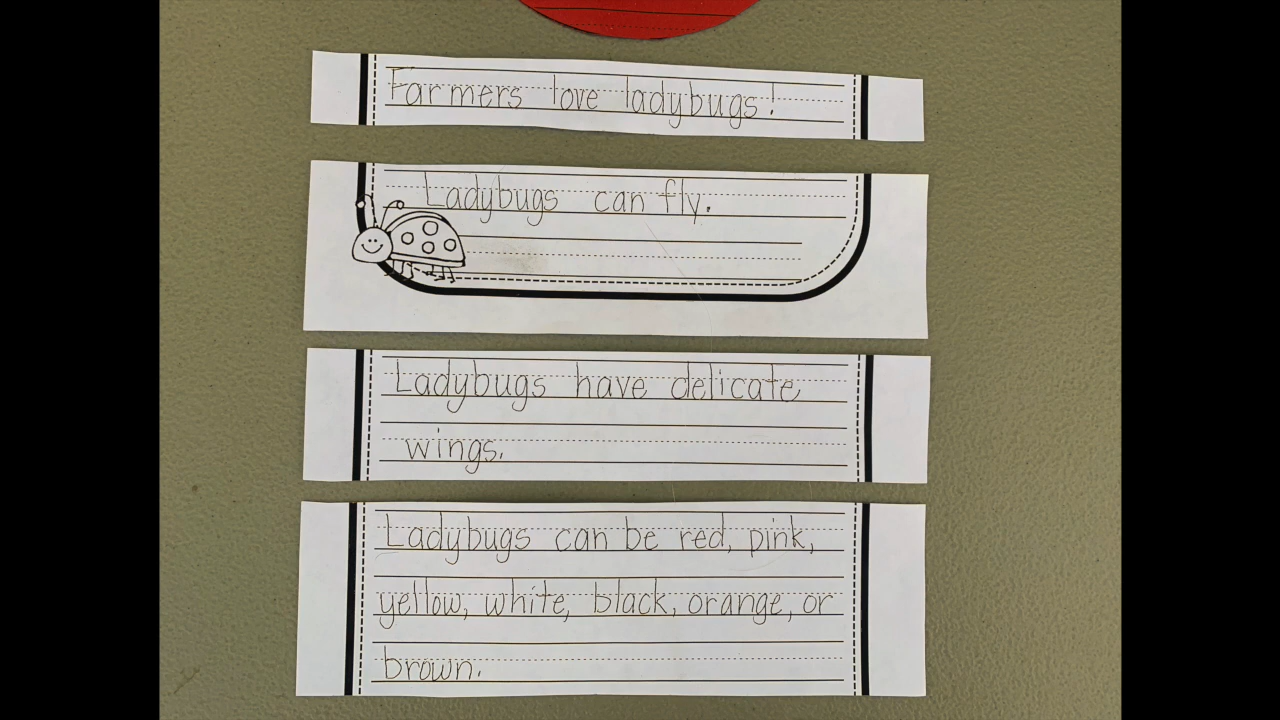 Farmers love ladybugs!
Ladybugs can fly.
Ladybugs have delicate
wings.
Ladybugs can be red, pink,
yellow, white, black, orange, or
brown.